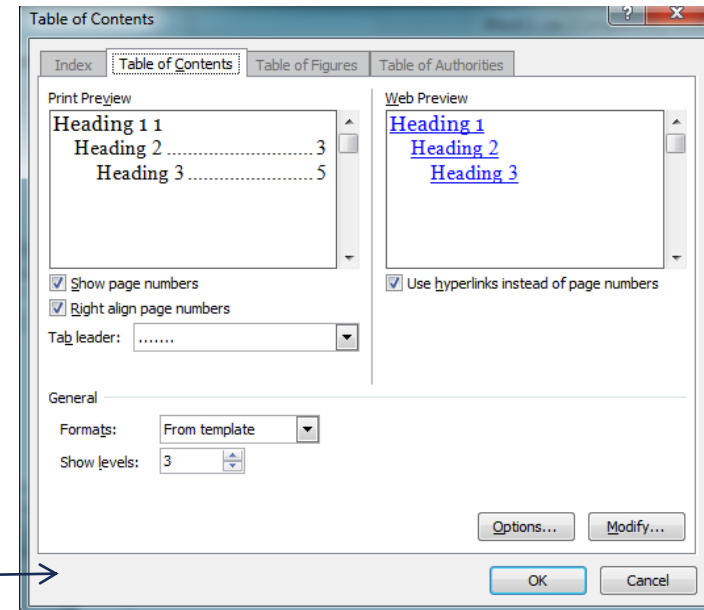 Table of Contents
? X
Index Table of Contents Table of Figures Table of Authorities
Print Preview
Heading 1 1
Heading 2 ............................ 3
Heading 3 ........................ 5
Web Preview
Heading 1
Heading 2
Heading 3
Show page numbers
Right align page numbers
Tab leader: .......
Use hyperlinks instead of page numbers
General
Formats: From template
Show levels: 3
Options... Modify...
OK Cancel